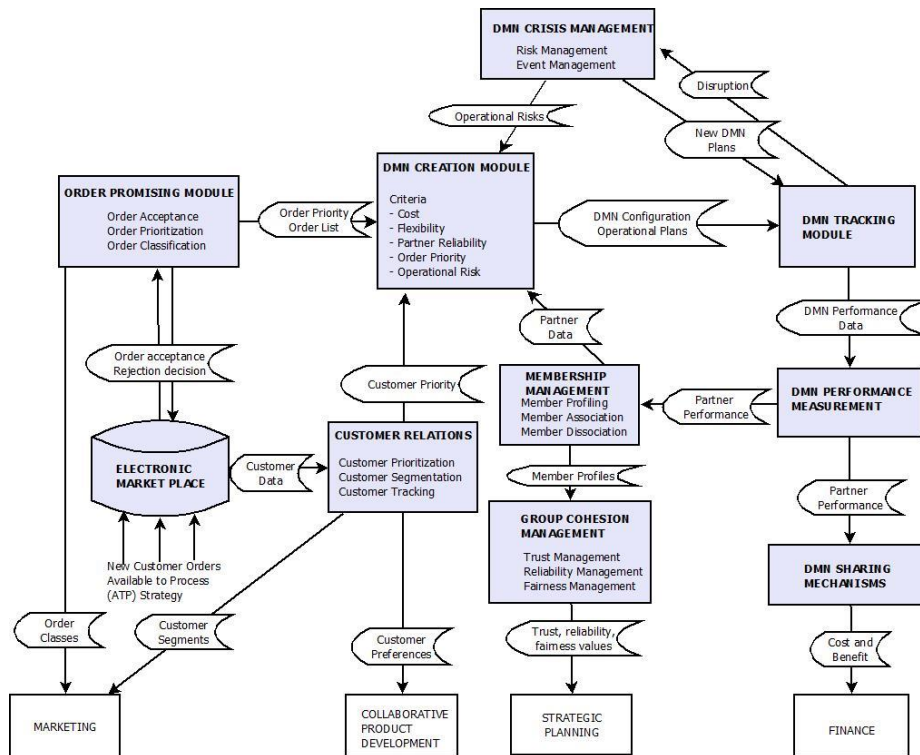 DMN CRISIS MANAGEMENT
Risk Management
Event Management
Disruption
Operational Risks
New DMN
Plans
DMN CREATION MODULE
Criteria
- Cost
- Flexibility
- Partner Reliability
- Order Priority
- Operational Risk
ORDER PROMISING MODULE
Order Acceptance
Order Prioritization
Order Classification
Order Priority
Order List
DMN Configuration
Operational Plans
DMN TRACKING
MODULE
DMN Performance
Data
Partner
Data
Order acceptance
Rejection decision
Customer Priority
MEMBERSHIP
MANAGEMENT
Member Profiling
Member Association
Member Dissociation
Partner
Performance
DMN PERFORMANCE
MEASUREMENT
ELECTRONIC
MARKET PLACE
Customer
Data
CUSTOMER RELATIONS
Customer Prioritization
Customer Segmentation
Customer Tracking
Member Profiles
Partner
Performance
GROUP COHESION
MANAGEMENT
Trust Management
Reliability Management
Fairness Management
DMN SHARING
MECHANISMS
New Customer Orders
Available to Process
(ATP) Strategy
Order
Classes
Customer
Segments
Customer
Preferences
Trust, reliability,
fairness values
Cost and
Benefit
MARKETING
COLLABORATIVE
PRODUCT
DEVELOPMENT
STRATEGIC
PLANNING
FINANCE